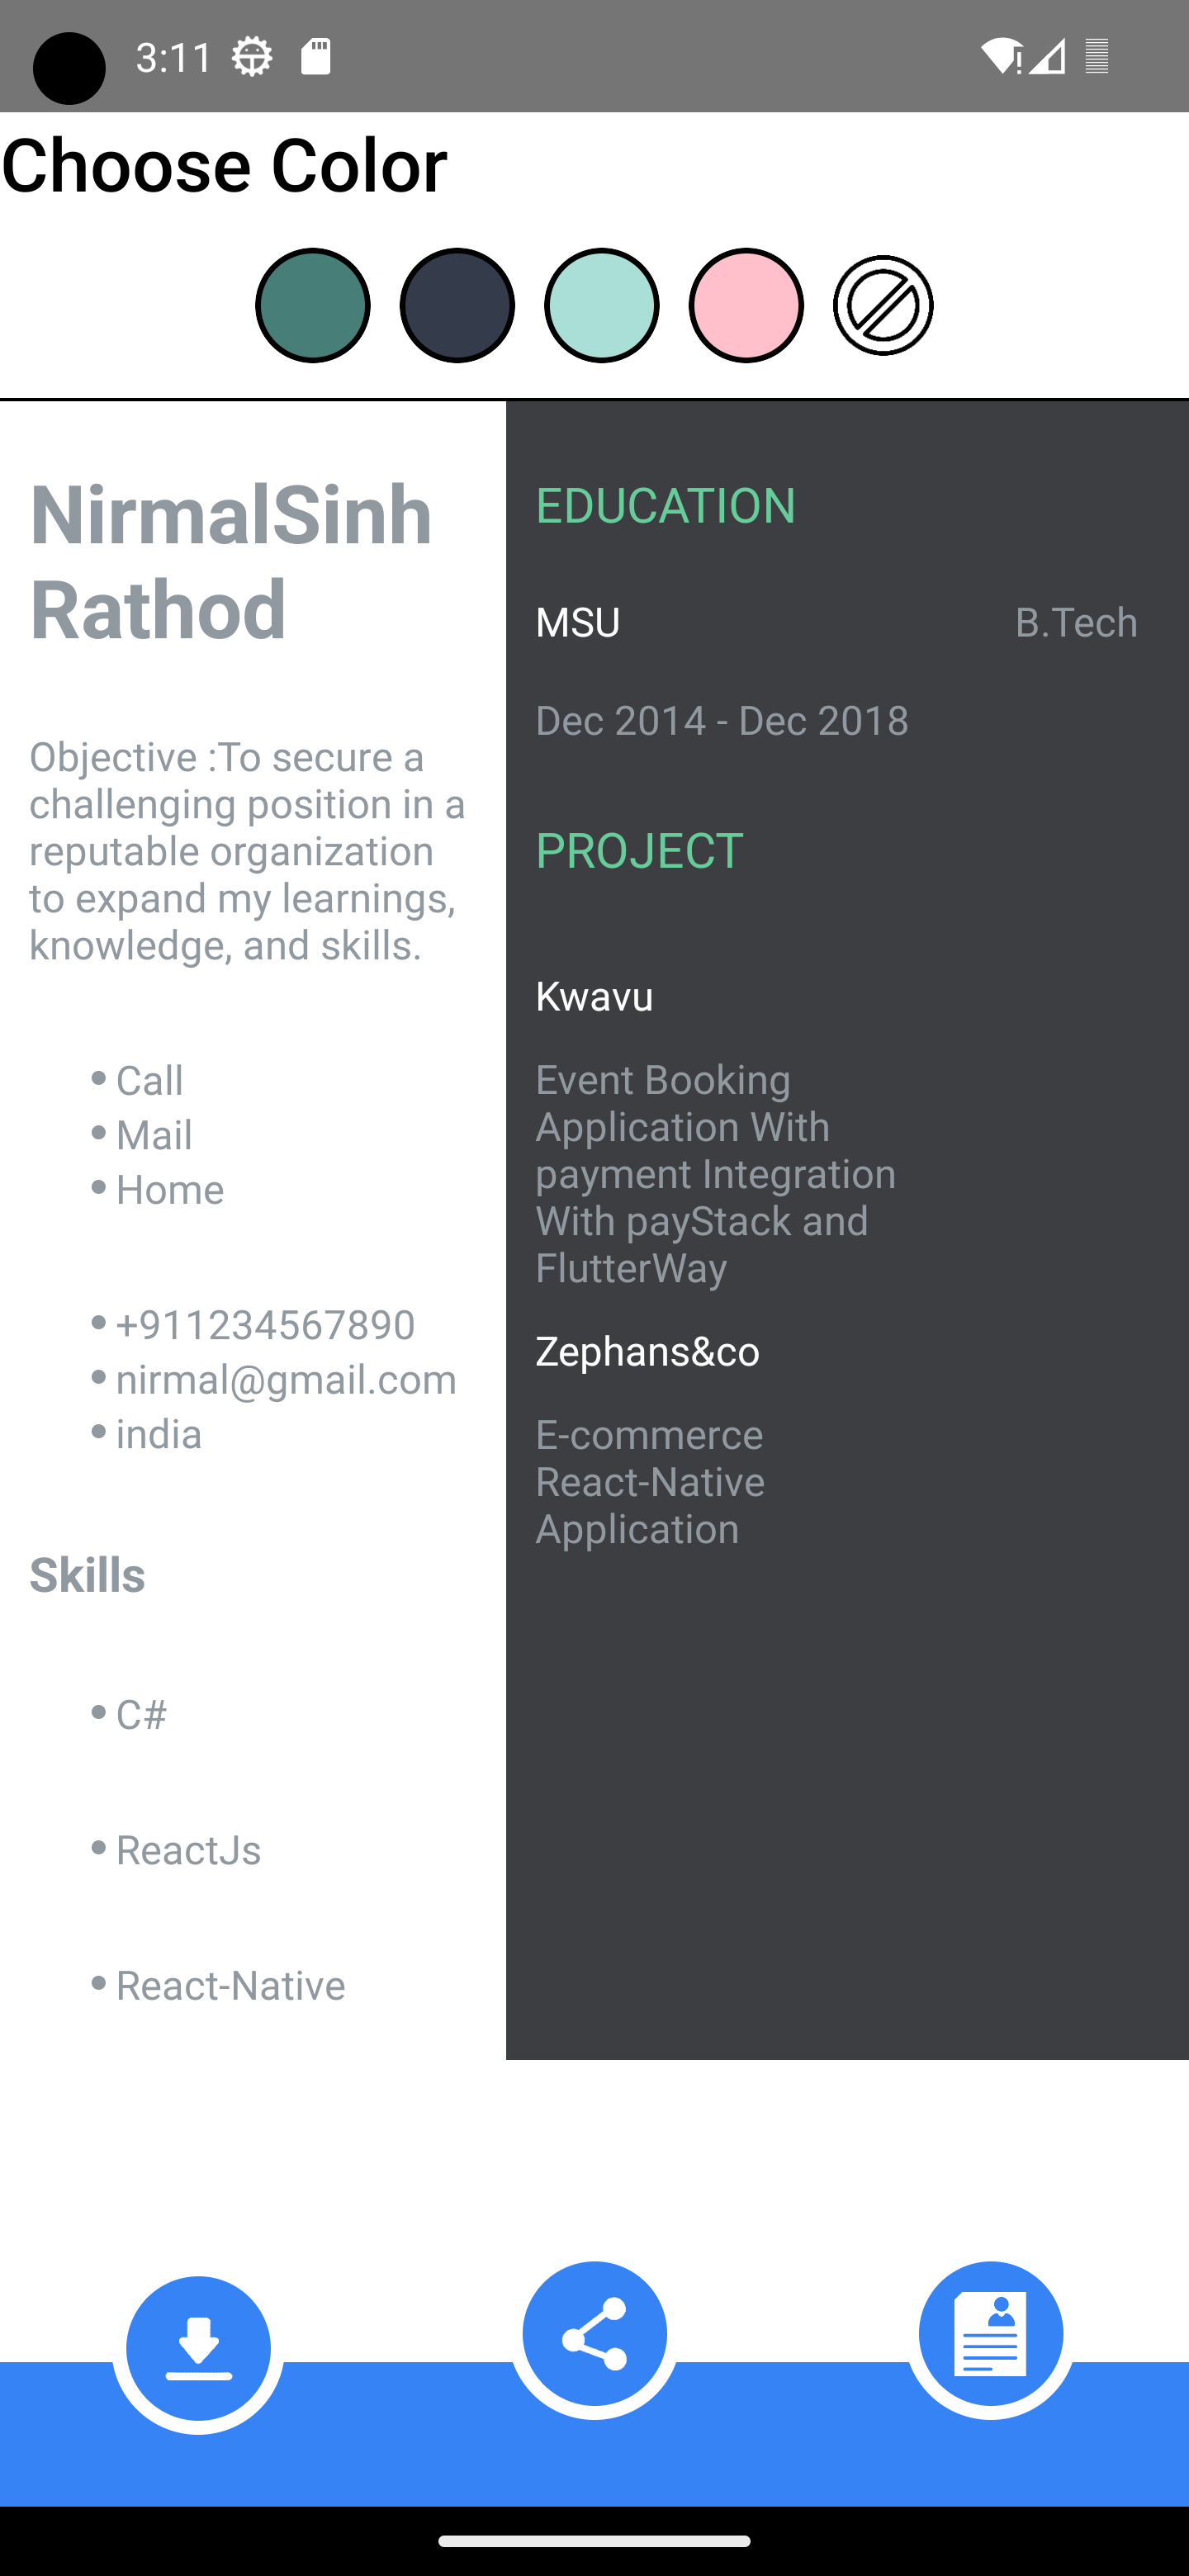 3:11
Choose Color
NirmalSinh
Rathod
Objective :To secure a
challenging position in a
reputable organization
to expand my learnings,
knowledge, and skills.
• Call
• Mail
• Home
• +911234567890
• nirmal@gmail.com
• india
Skills
• C#
• ReactJs
• React-Native
EDUCATION
MSU B.Tech
Dec 2014 - Dec 2018
PROJECT
Kwavu
Event Booking
Application With
payment Integration
With payStack and
FlutterWay
Zephans&co
E-commerce
React-Native
Application